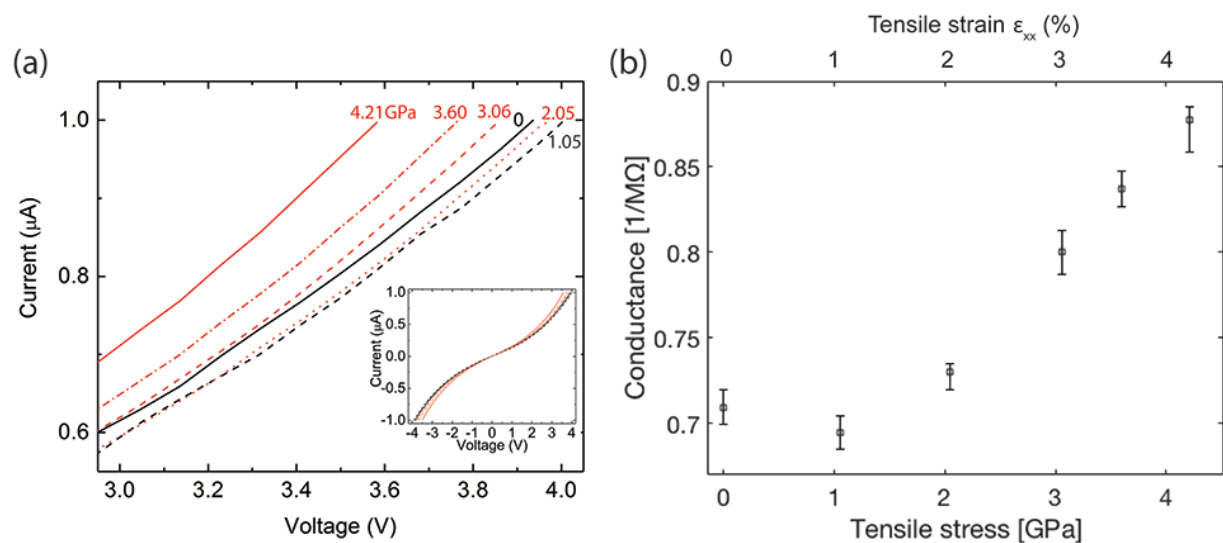 (a)
Current (µA)
1.0
0.8
0.6
4.21GPa
3.60
3.06
0
2.05
1.05
3.0 3.2 3.4 3.6 3.8 4.0
Voltage (V)
Current (µA)
1.0
0.5
0.0
-0.5
-1.0
-4 -3 -2 -1 0 1 2 3 4
Voltage (V)
(b)
Tensile strain εxx (%)
0 1 2 3 4
Conductance [1/MΩ]
0.9
0.85
0.8
0.75
0.7
0 1 2 3 4
Tensile stress [GPa]